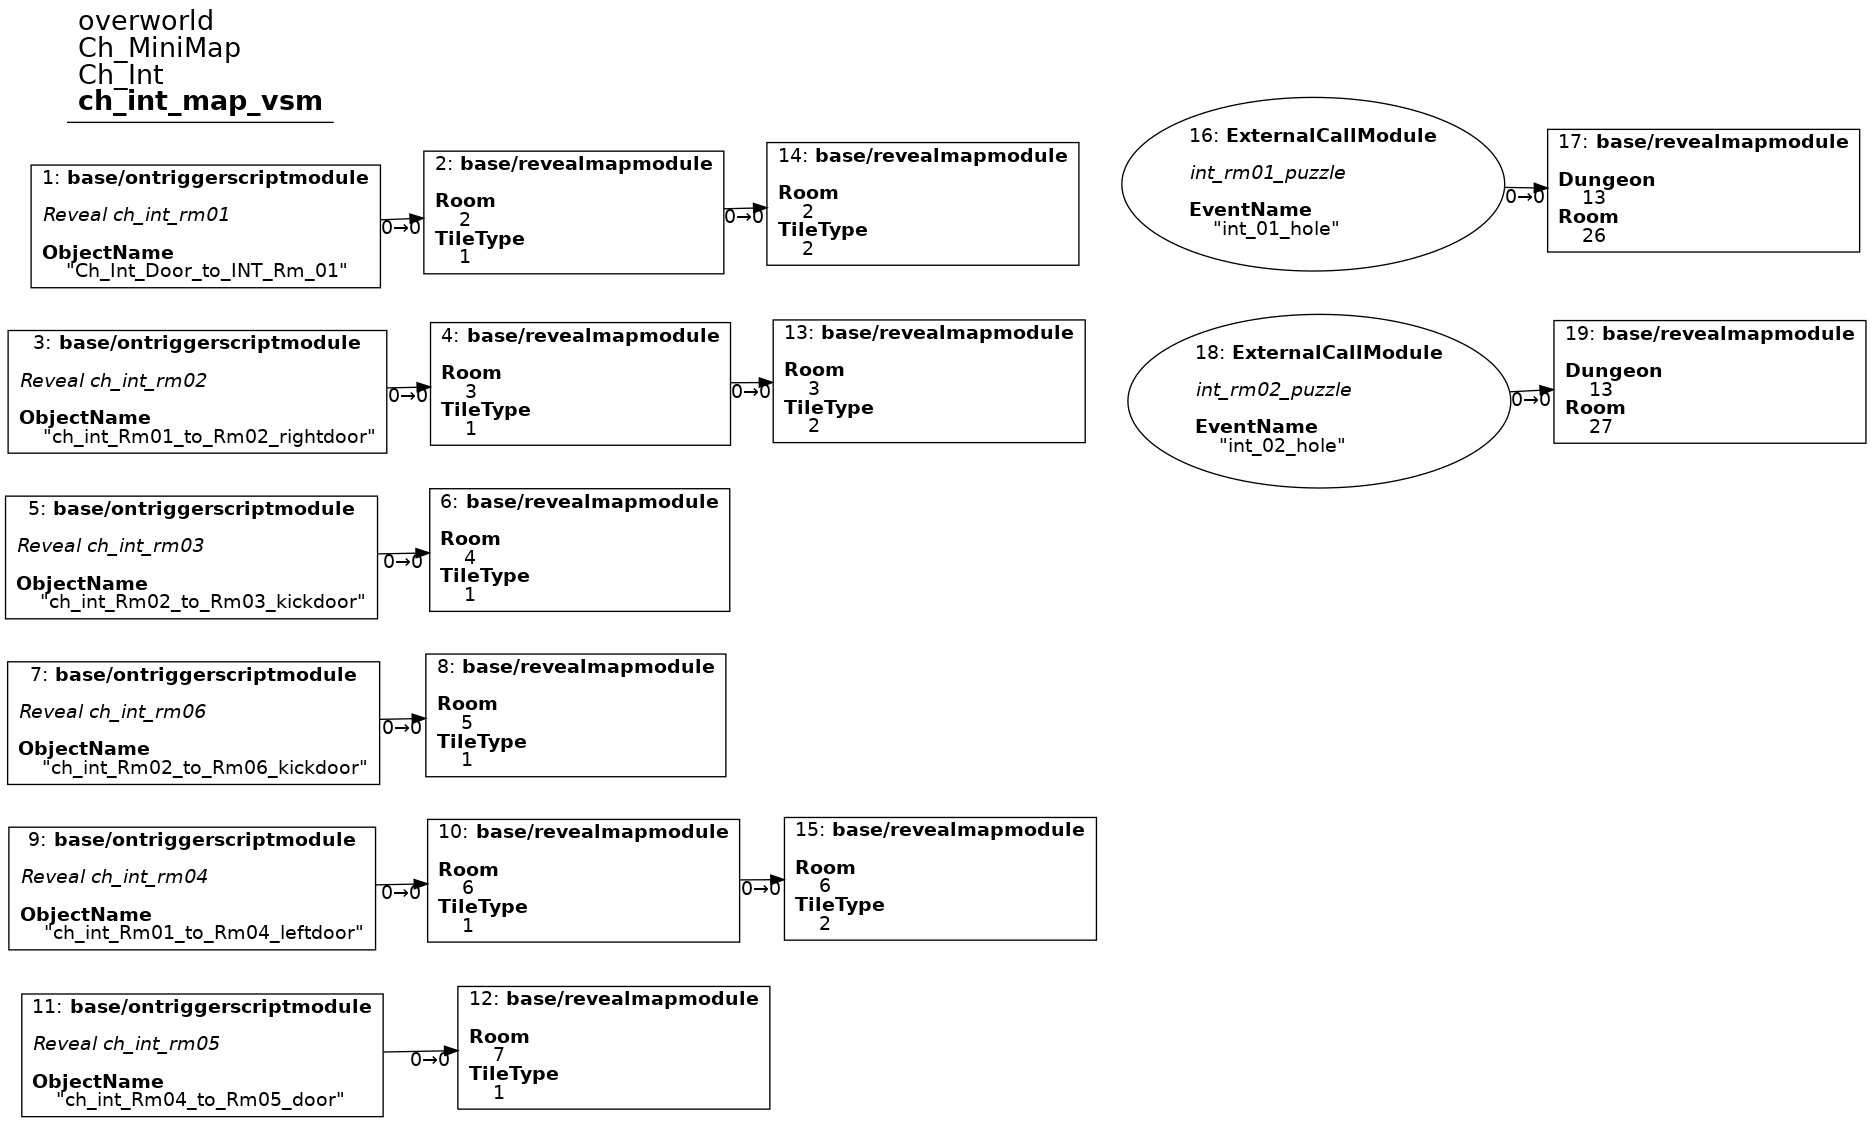 overworld
Ch_MiniMap
Ch_Int
ch_int_map_vsm
1: base/ontriggerscriptmodule
Reveal ch_int_rm01
ObjectName
"Ch_Int_Door_to_INT_Rm_01"
0→0
2: base/revealmapmodule
Room
2
TileType
1
0→0
14: base/revealmapmodule
Room
2
TileType
2
16: ExternalCallModule
int_rm01_puzzle
EventName
"int_01_hole"
0→0
17: base/revealmapmodule
Dungeon
13
Room
26
3: base/ontriggerscriptmodule
Reveal ch_int_rm02
ObjectName
"ch_int_Rm01_to_Rm02_rightdoor"
0→0
4: base/revealmapmodule
Room
3
TileType
1
0→0
13: base/revealmapmodule
Room
3
TileType
2
18: ExternalCallModule
int_rm02_puzzle
EventName
"int_02_hole"
0→0
19: base/revealmapmodule
Dungeon
13
Room
27
5: base/ontriggerscriptmodule
Reveal ch_int_rm03
ObjectName
"ch_int_Rm02_to_Rm03_kickdoor"
0→0
6: base/revealmapmodule
Room
4
TileType
1
7: base/ontriggerscriptmodule
Reveal ch_int_rm06
ObjectName
"ch_int_Rm02_to_Rm06_kickdoor"
0→0
8: base/revealmapmodule
Room
5
TileType
1
9: base/ontriggerscriptmodule
Reveal ch_int_rm04
ObjectName
"ch_int_Rm01_to_Rm04_leftdoor"
0→0
10: base/revealmapmodule
Room
6
TileType
1
0→0
15: base/revealmapmodule
Room
6
TileType
2
11: base/ontriggerscriptmodule
Reveal ch_int_rm05
ObjectName
"ch_int_Rm04_to_Rm05_door"
0→0
12: base/revealmapmodule
Room
7
TileType
1